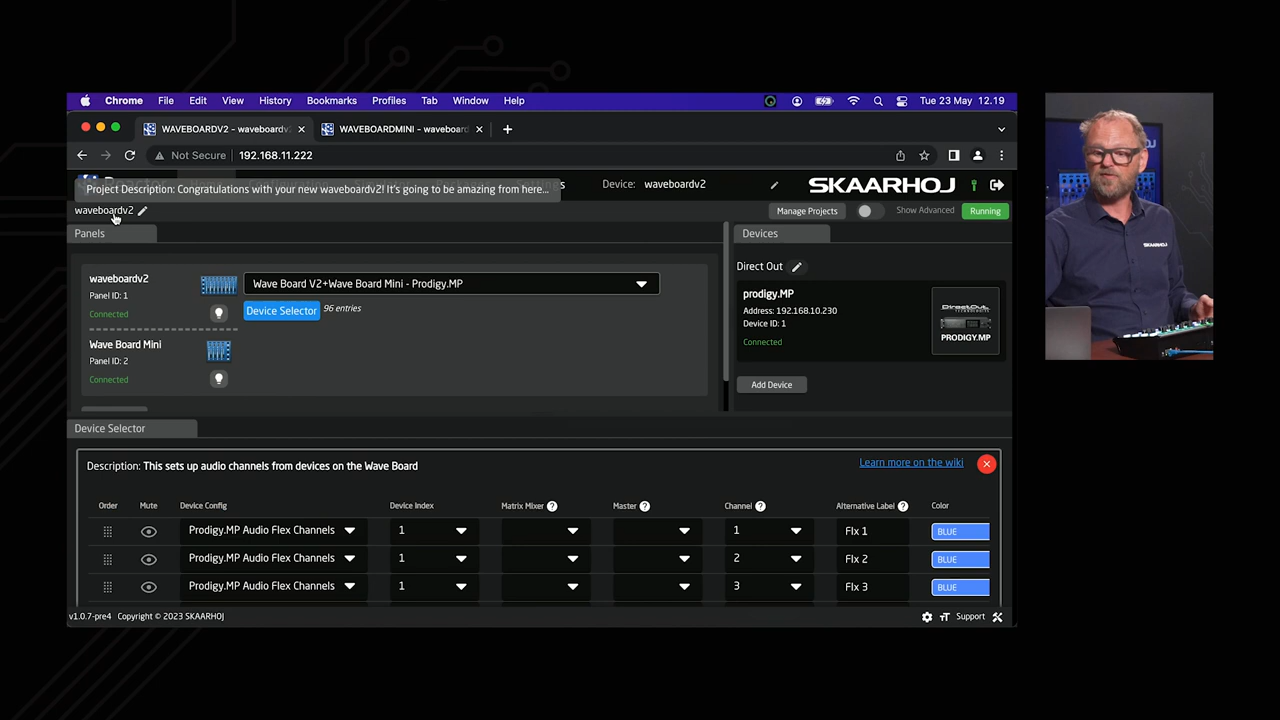 Chrome File Edit View History Bookmarks Profiles Tab Window Help Tue 23 May 12.19
WAVEBOARDV2 - waveboardv
WAVEBOARDMINI - waveboard
Not Secure 192.168.11.222
Project Description: Congratulations with your new waveboardv2! It's going to be amazing from here...
Device: waveboardv2
SKAARHOJ
waveboardv2
Manage Projects
Show Advanced
Running
Panels
Devices
waveboardv2
Panel ID: 1
Connected
Wave Board V2+Wave Board Mini - Prodigy.MP
Device Selector
96 entries
Wave Board Mini
Panel ID: 2
Connected
Direct Out
prodigy.MP
Address: 192.168.10.230
Device ID: 1
Connected
DirectOut
TECHNOLOGIES
PRODIGY.MP
Add Device
SKAARHOJ
Device Selector
Description: This sets up audio channels from devices on the Wave Board
Learn more on the wiki
Order Mute Device Config Device Index Matrix Mixer ? Master ? Channel ? Alternative Label ? Color
Prodigy.MP Audio Flex Channels 1 1 Flx 1 BLUE
Prodigy.MP Audio Flex Channels 1 2 Flx 2 BLUE
Prodigy.MP Audio Flex Channels 1 3 Flx 3 BLUE
v1.0.7-pre4 Copyright © 2023 SKAARHOJ
TT Support